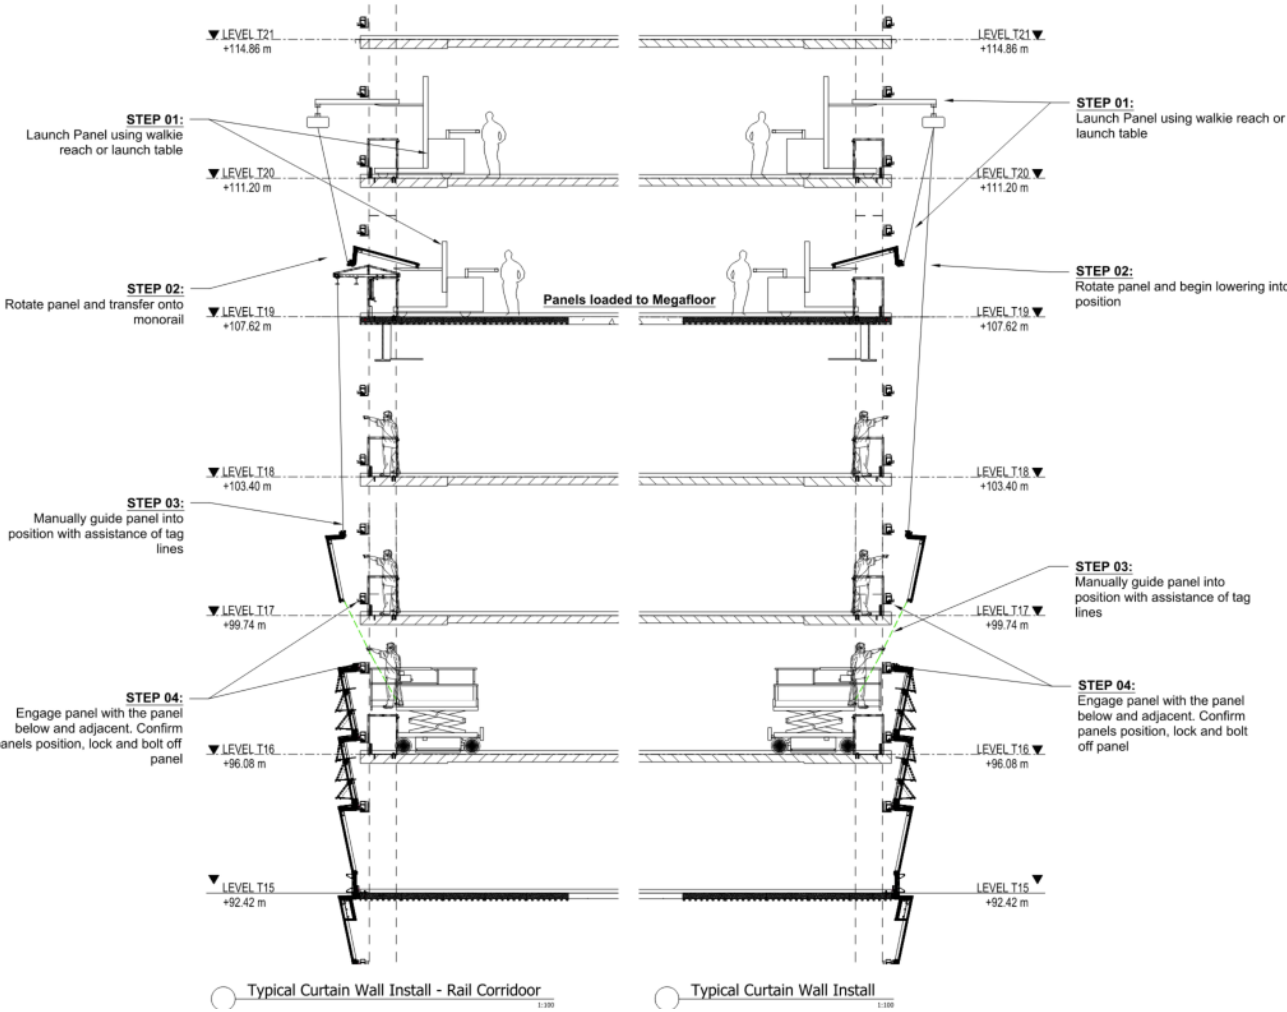 LEVEL T21
+114.86 m
LEVEL T21
+114.86 m
STEP 01:
Launch Panel using walkie
reach or launch table
STEP 01:
Launch Panel using walkie reach or
launch table
LEVEL T20
+111.20 m
LEVEL T20
+111.20 m
STEP 02:
Rotate panel and transfer onto
monorail
Panels loaded to Megafloor
STEP 02:
Rotate panel and begin lowering into
position
LEVEL T19
+107.62 m
LEVEL T19
+107.62 m
LEVEL T18
+103.40 m
LEVEL T18
+103.40 m
STEP 03:
Manually guide panel into
position with assistance of tag
lines
STEP 03:
Manually guide panel into
position with assistance of tag
lines
LEVEL T17
+99.74 m
LEVEL T17
+99.74 m
STEP 04:
Engage panel with the panel
below and adjacent. Confirm
panels position, lock and bolt off
panel
STEP 04:
Engage panel with the panel
below and adjacent. Confirm
panels position, lock and bolt
off panel
LEVEL T16
+96.08 m
LEVEL T16
+96.08 m
LEVEL T15
+92.42 m
LEVEL T15
+92.42 m
Typical Curtain Wall Install - Rail Corridoor
1:100
Typical Curtain Wall Install
1:100